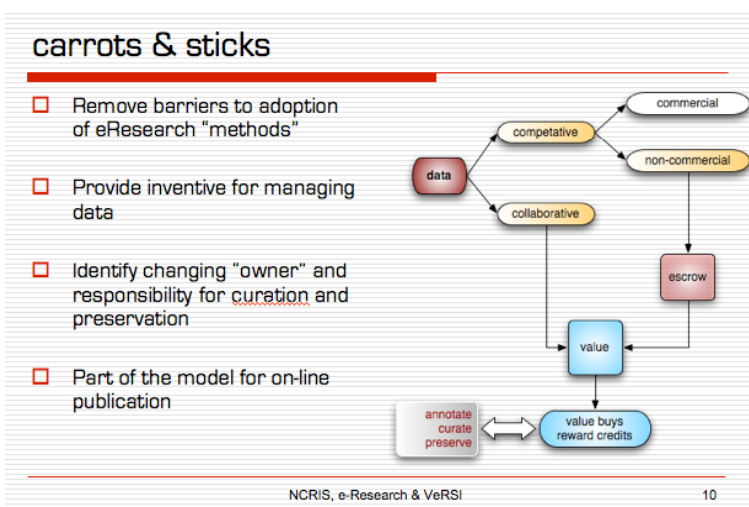 carrots & sticks
Remove barriers to adoption
of eResearch "methods"
Provide inventive for managing
data
Identify changing "owner" and
responsibility for curation and
preservation
Part of the model for on-line
publication
commercial
competative
non-commercial
data
collaborative
escrow
value
annotate
curate
preserve
value buys
reward credits
NCRIS, e-Research & VeRSI
10